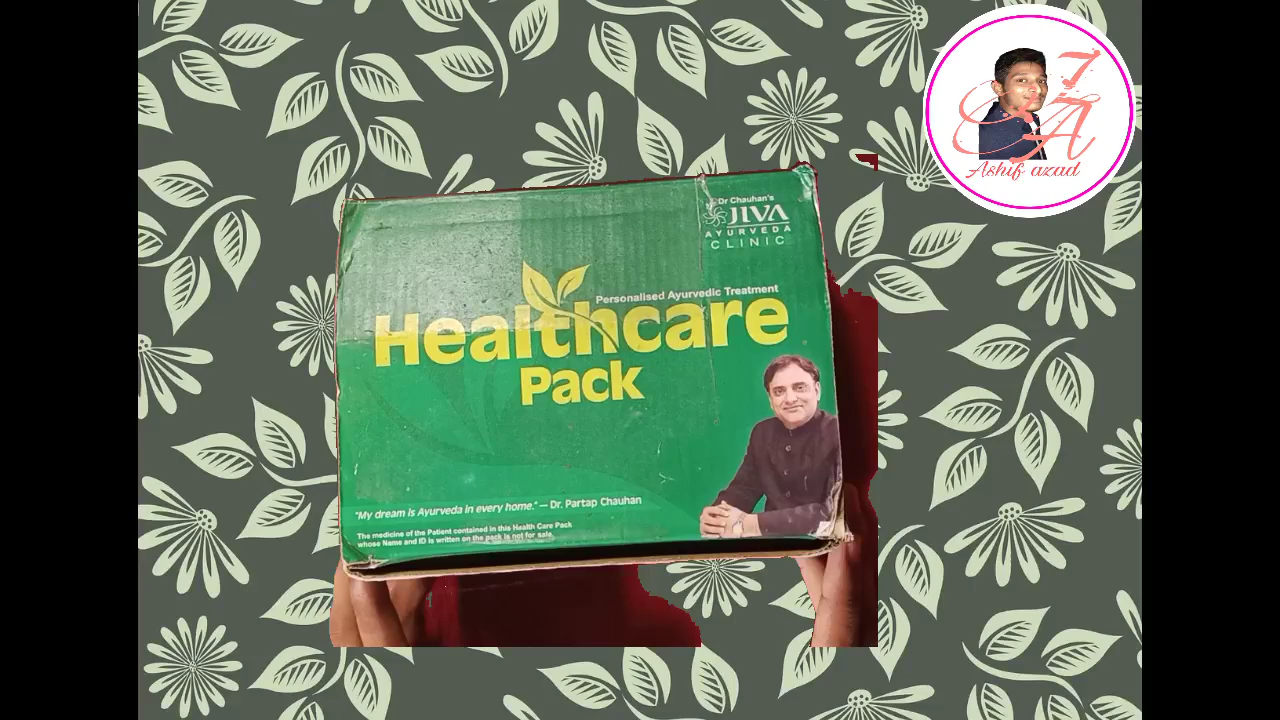 Dr Chauhan's
JIVA
AYURVEDA
CLINIC
Personalised Ayurvedic Treatment
Healthcare
Pack
"My dream is Ayurveda in every home." — Dr. Partap Chauhan
The medicine of the Patient contained in this Health Care Pack
whose Name and ID is written on the pack is not for sale.
A
Ashif azad